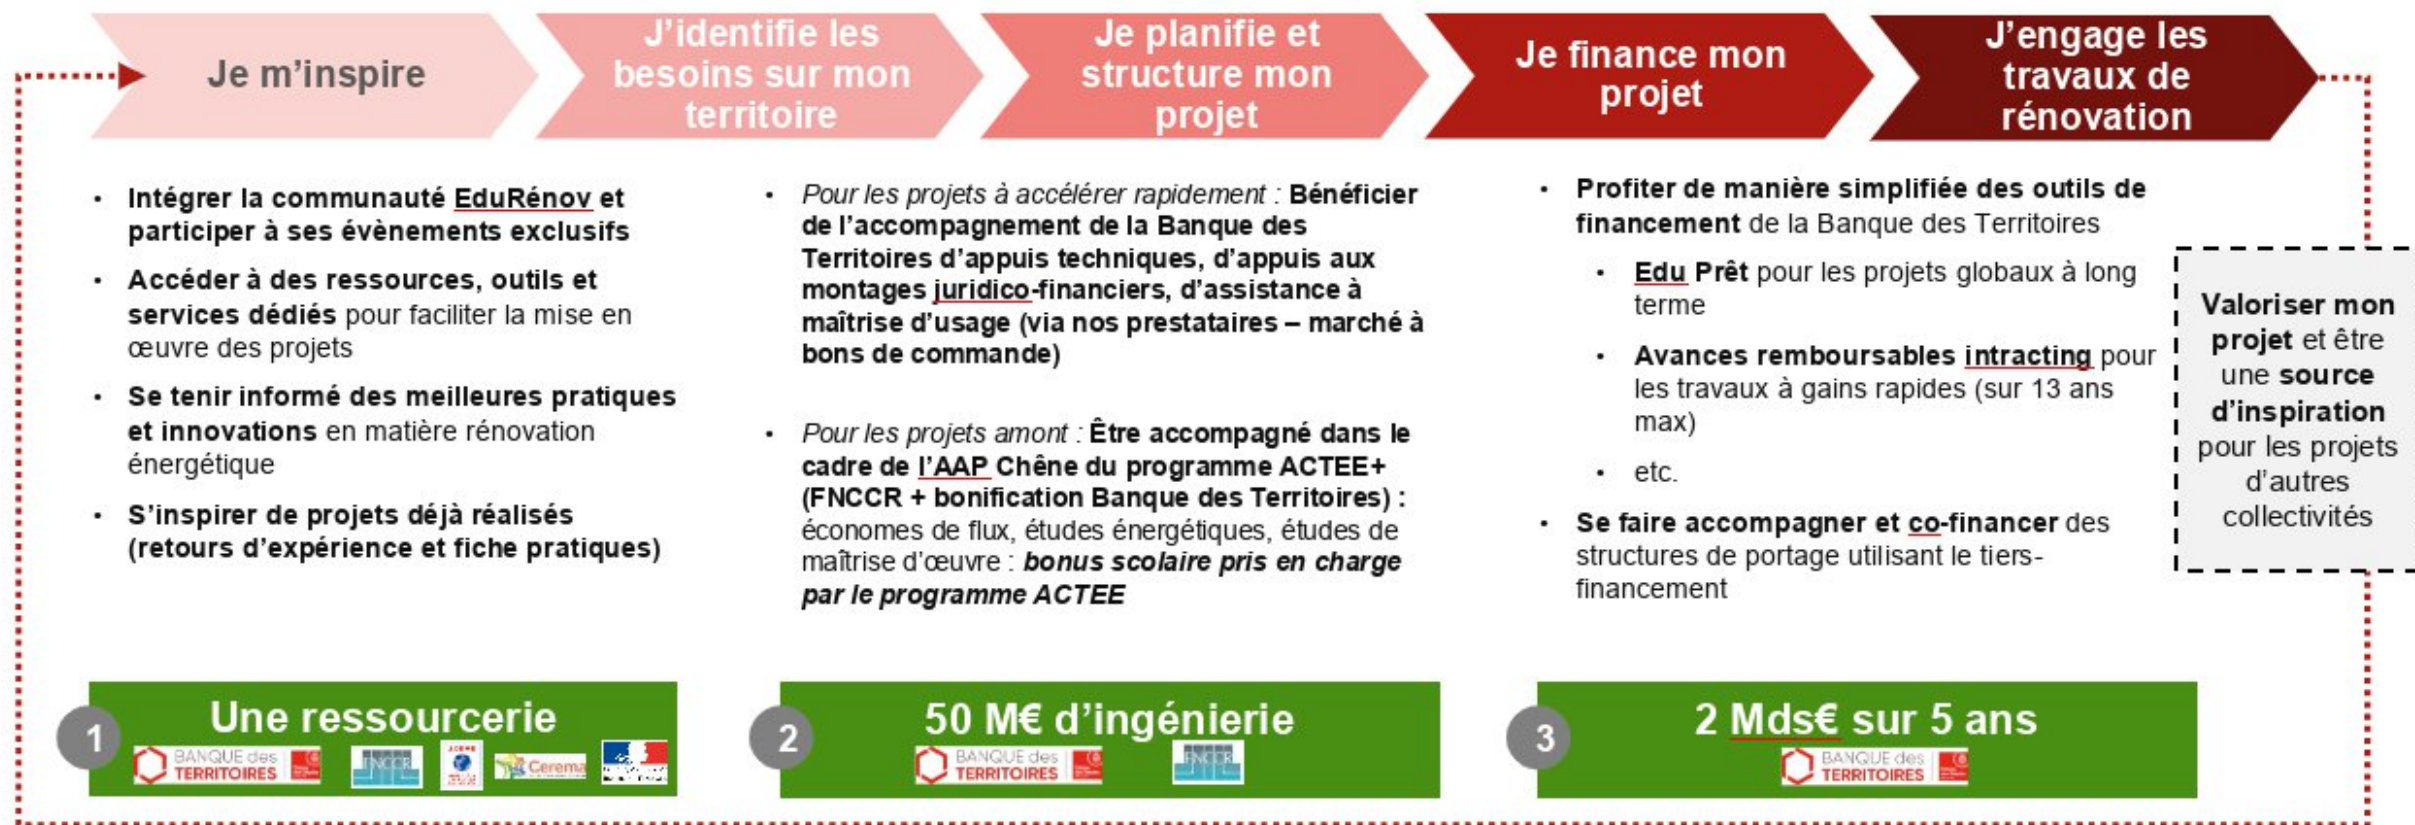 Je m'inspire
J'identifie les
besoins sur mon
territoire
Je planifie et
structure mon
projet
Je finance mon
projet
J'engage les
travaux de
rénovation
• Intégrer la communauté EduRénov et
participer à ses évènements exclusifs
• Accéder à des ressources, outils et
services dédiés pour faciliter la mise en
œuvre des projets
• Se tenir informé des meilleures pratiques
et innovations en matière rénovation
énergétique
• S'inspirer de projets déjà réalisés
(retours d'expérience et fiche pratiques)
• Pour les projets à accélérer rapidement : Bénéficier
de l'accompagnement de la Banque des
Territoires d'appuis techniques, d'appuis aux
montages juridico-financiers, d'assistance à
maîtrise d'usage (via nos prestataires – marché à
bons de commande)
• Pour les projets amont : Être accompagné dans le
cadre de l'AAP Chêne du programme ACTEE+
(FNCCR + bonification Banque des Territoires) :
économes de flux, études énergétiques, études de
maîtrise d'œuvre : bonus scolaire pris en charge
par le programme ACTEE
• Profiter de manière simplifiée des outils de
financement de la Banque des Territoires
• Edu Prêt pour les projets globaux à long
terme
• Avances remboursables intracting pour
les travaux à gains rapides (sur 13 ans
max)
• etc.
• Se faire accompagner et co-financer des
structures de portage utilisant le tiers-
financement
Valoriser mon
projet et être
une source
d'inspiration
pour les projets
d'autres
collectivités
1
Une ressourcerie
BANQUE des
TERRITOIRES
FNCCR
ADEME
Cerema
2
50 M€ d'ingénierie
BANQUE des
TERRITOIRES
FNCCR
3
2 Mds€ sur 5 ans
BANQUE des
TERRITOIRES